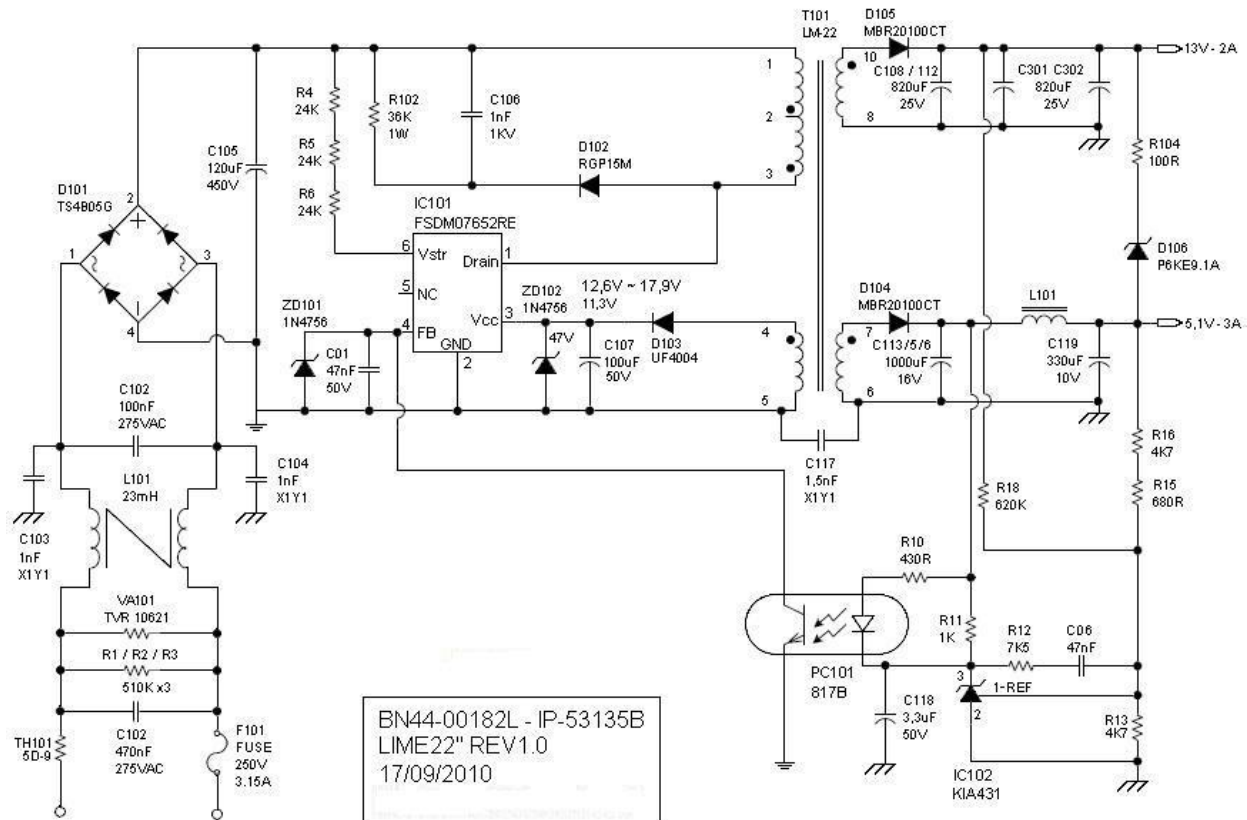 T101
LM-22
D105
MBR20100CT
13V - 2A
1
10
C108 / 112
820uF
25V
C301 C302
820uF
25V
R4
24K
R102
36K
1W
C106
1nF
1KV
2
8
R104
100R
C105
120uF
450V
R5
24K
D102
RGP15M
3
D101
TS4B05G
2
R6
24K
IC101
FSDM07652RE
1
3
6
Vstr
Drain
1
D106
P6KE9.1A
5
NC
ZD102
1N4756
12,6V ~ 17,9V
11,3V
D104
MBR20100CT
L101
ZD101
1N4756
4
FB
Vcc
3
47V
4
7
5,1V - 3A
4
GND
2
C01
47nF
50V
C107
100uF
50V
D103
UF4004
C113/5/6
1000uF
16V
C119
330uF
10V
C102
100nF
275VAC
5
6
C117
1,5nF
X1Y1
R16
4K7
L101
23mH
C104
1nF
X1Y1
R18
620K
R15
680R
C103
1nF
X1Y1
R10
430R
VA101
TVR 10621
R11
1K
R12
7K5
C06
47nF
R1 / R2 / R3
510K x3
PC101
817B
3
1-REF
2
C118
3,3uF
50V
R13
4K7
TH101
5D-9
C102
470nF
275VAC
F101
FUSE
250V
3.15A
IC102
KIA431
BN44-00182L - IP-53135B
LIME22" REV1.0
17/09/2010